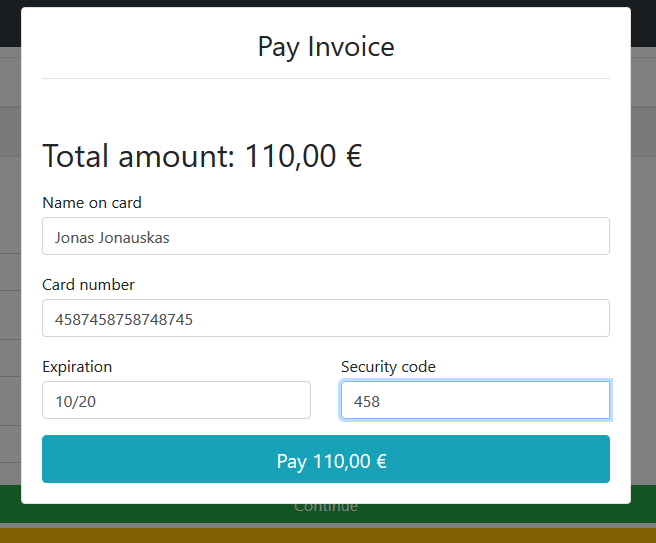 Pay Invoice
Total amount: 110,00 €
Name on card
Jonas Jonauskas
Card number
4587458758748745
Expiration Security code
10/20 458
Pay 110,00 €
Continue